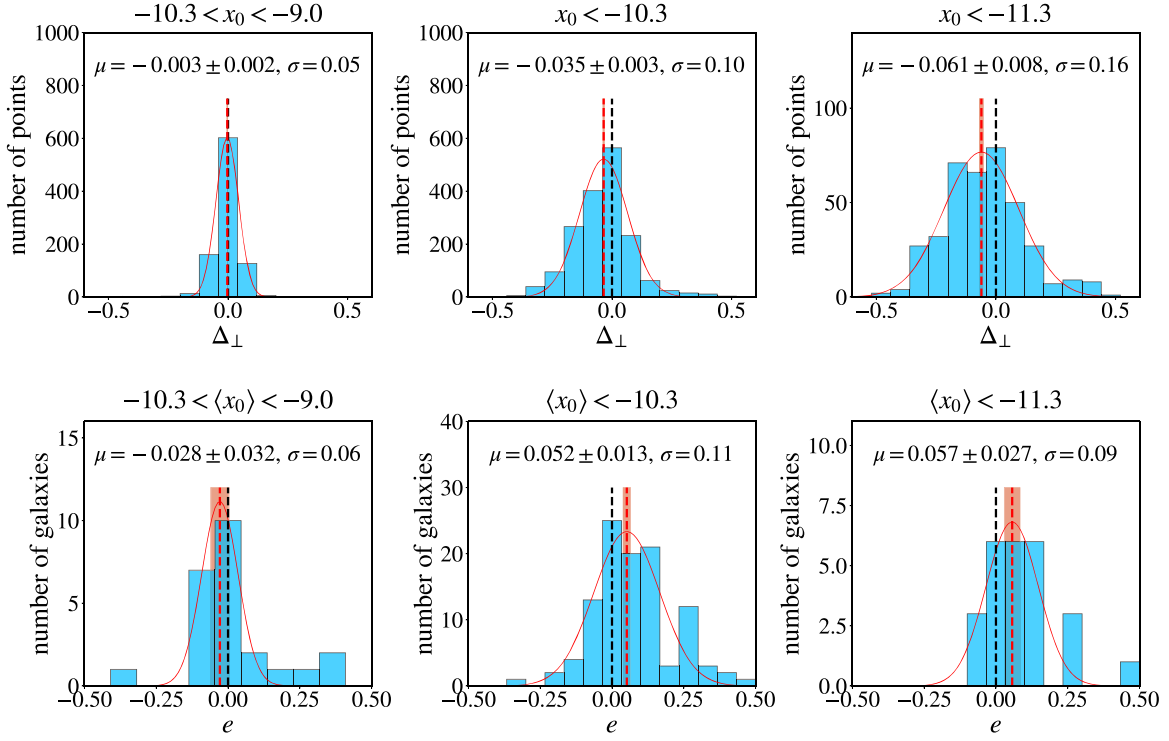 −10.3 < x₀ < −9.0
1000
800
600
400
200
0
number of points
μ = −0.003 ± 0.002, σ = 0.05
−0.5 0.0 0.5
Δ⊥
x₀ < −10.3
1000
800
600
400
200
0
number of points
μ = −0.035 ± 0.003, σ = 0.10
−0.5 0.0 0.5
Δ⊥
x₀ < −11.3
100
50
0
number of points
μ = −0.061 ± 0.008, σ = 0.16
−0.5 0.0 0.5
Δ⊥
−10.3 < ⟨x₀⟩ < −9.0
15
10
5
0
number of galaxies
μ = −0.028 ± 0.032, σ = 0.06
−0.50 −0.25 0.00 0.25 0.50
e
⟨x₀⟩ < −10.3
40
30
20
10
0
number of galaxies
μ = 0.052 ± 0.013, σ = 0.11
−0.50 −0.25 0.00 0.25 0.50
e
⟨x₀⟩ < −11.3
10.0
7.5
5.0
2.5
0.0
number of galaxies
μ = 0.057 ± 0.027, σ = 0.09
−0.50 −0.25 0.00 0.25 0.50
e